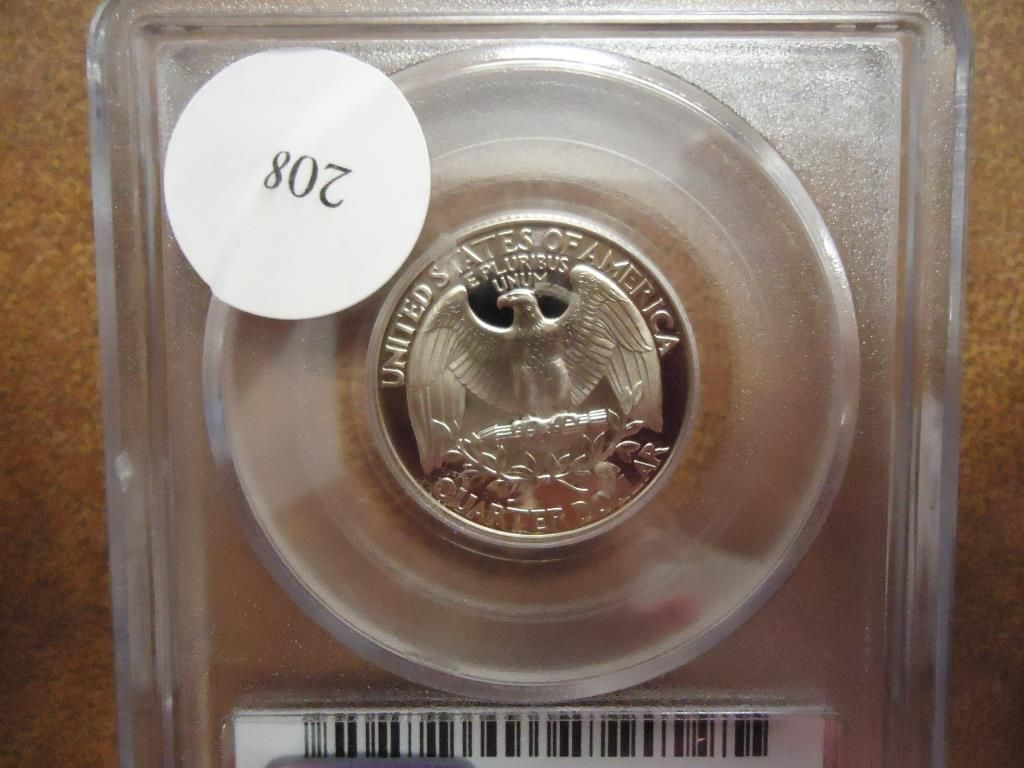 208
UNITED STATES OF AMERICA
E PLURIBUS
UNUM
QUARTER DOLLAR